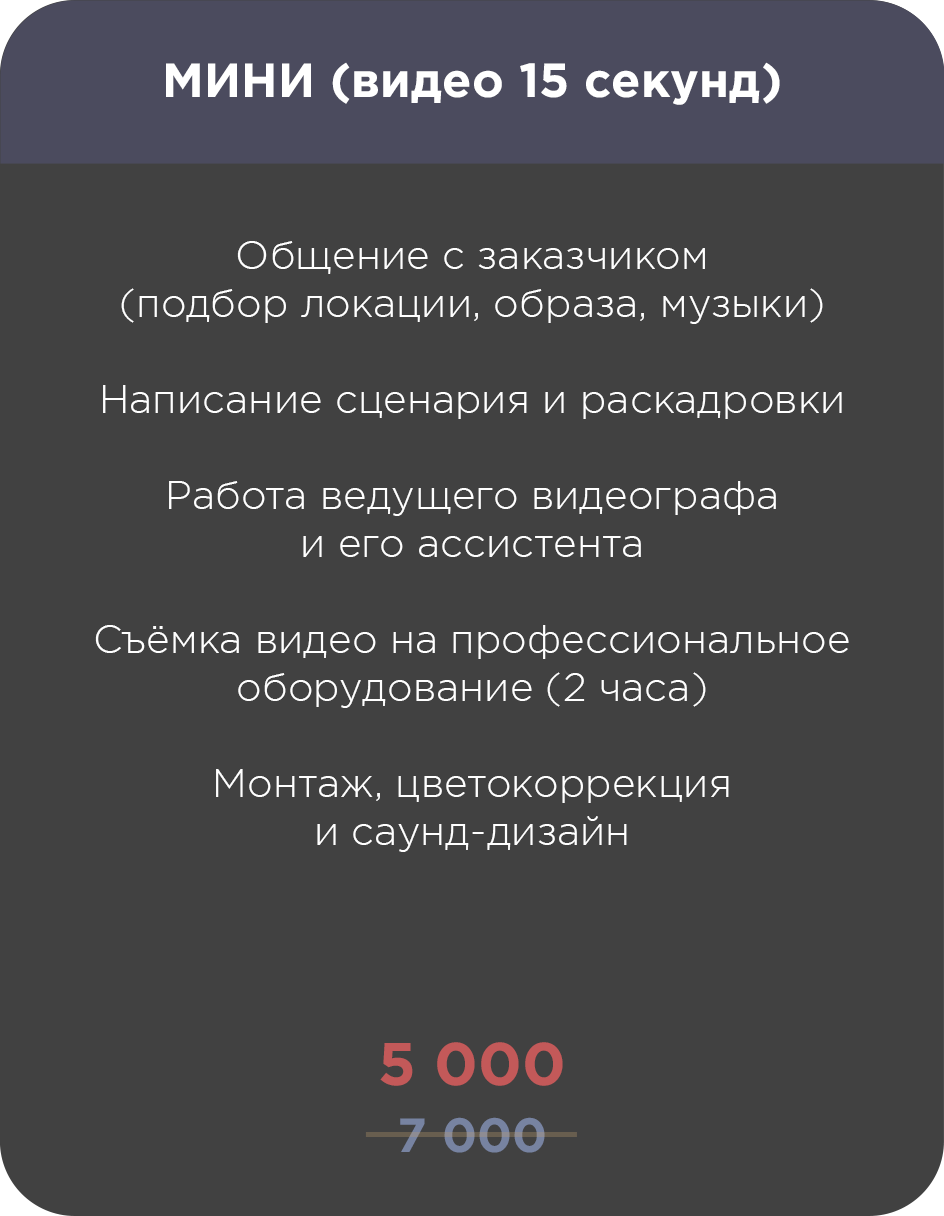 МИНИ (видео 15 секунд)
Общение с заказчиком
(подбор локации, образа, музыки)
Написание сценария и раскадровки
Работа ведущего видеографа
и его ассистента
Съёмка видео на профессиональное
оборудование (2 часа)
Монтаж, цветокоррекция
и саунд-дизайн
5 000
7 000